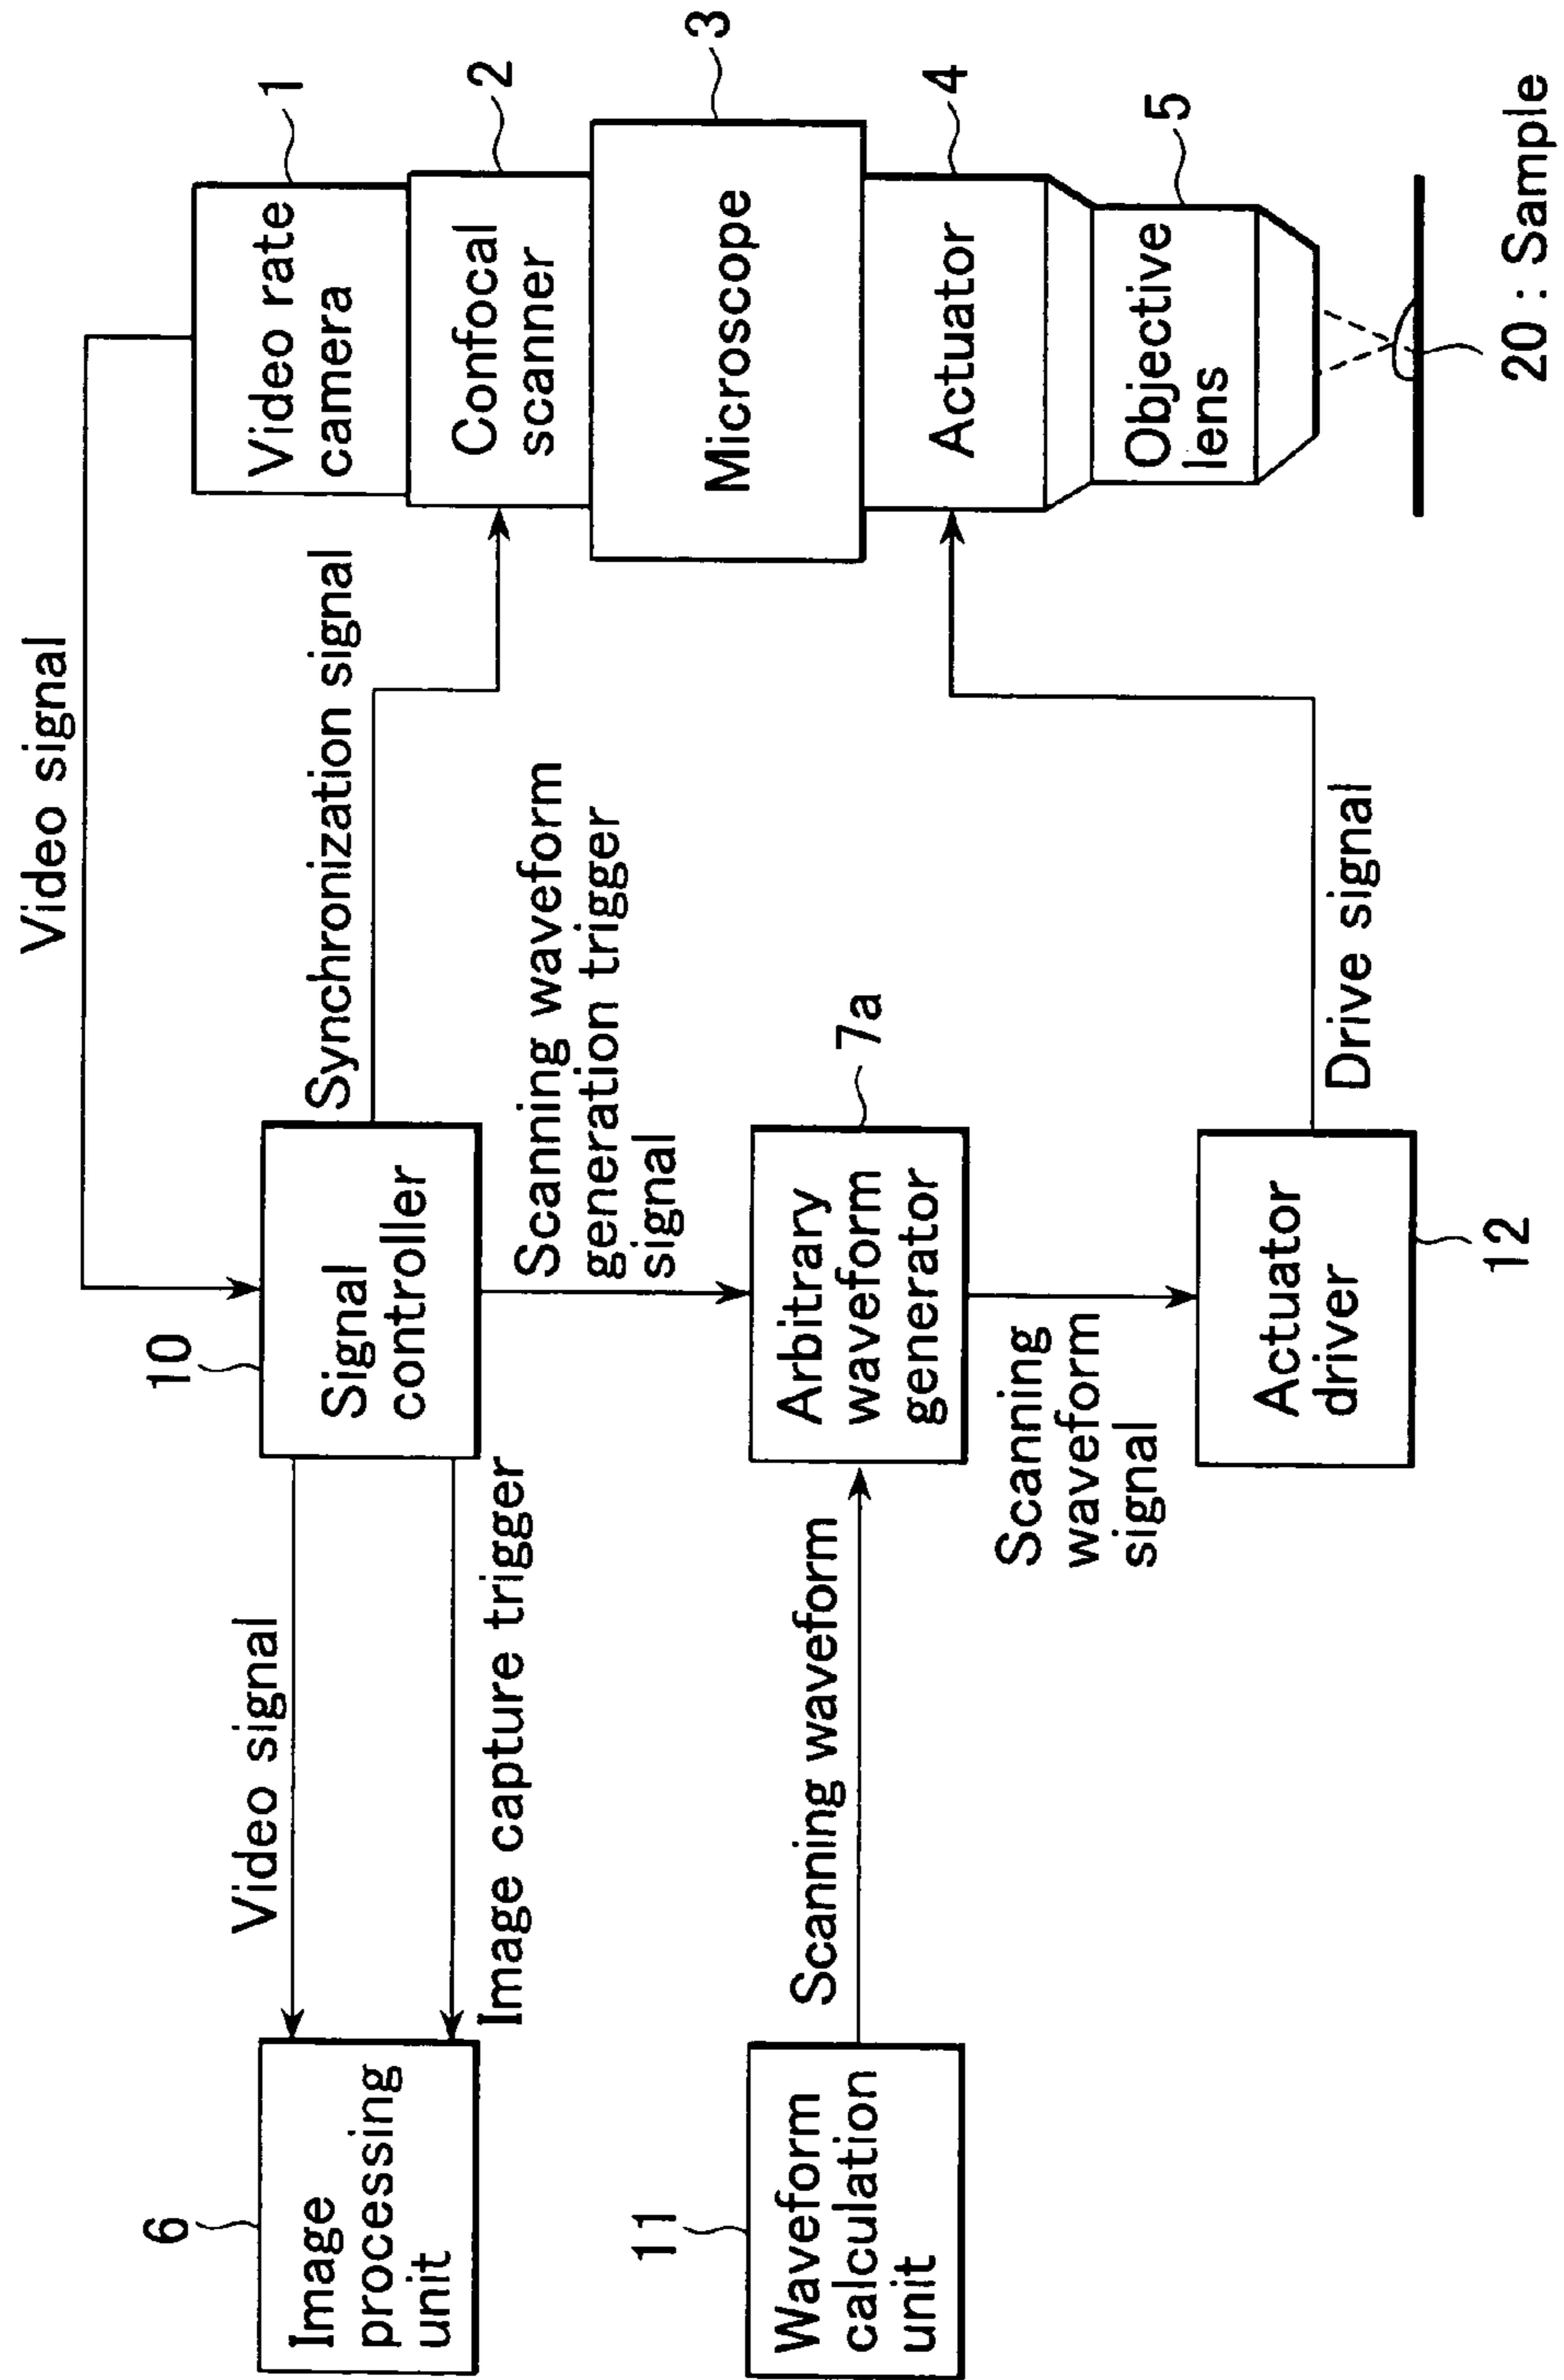 Video signal
1
Video rate
camera
2
Confocal
scanner
3
Microscope
4
Actuator
5
Objective
lens
20 : Sample
Synchronization signal
10
Signal
controller
Video signal
Image capture trigger
6
Image
processing
unit
Scanning waveform
generation trigger
signal
7a
Arbitrary
waveform
generator
Scanning waveform
11
Waveform
calculation
unit
Scanning
waveform
signal
Actuator
driver
12
Drive signal